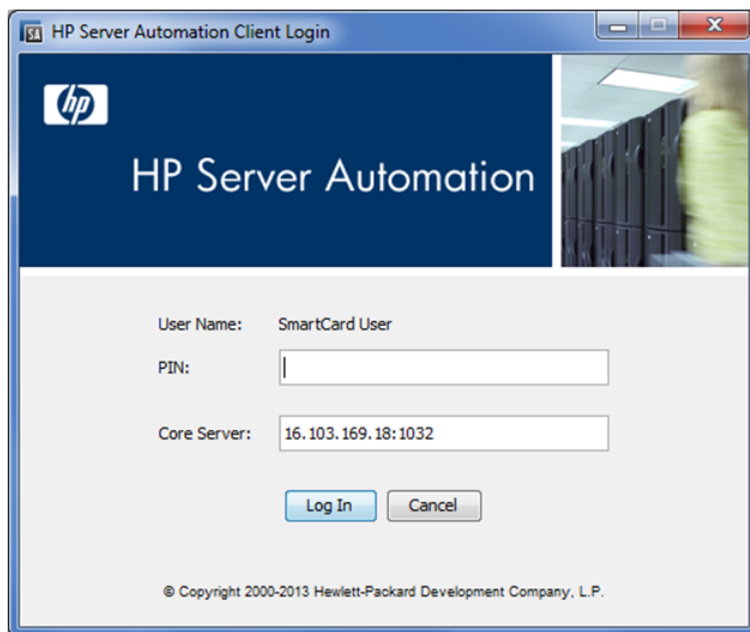 SA HP Server Automation Client Login
hp
HP Server Automation
User Name: SmartCard User
PIN:
Core Server: 16.103.169.18:1032
Log In Cancel
© Copyright 2000-2013 Hewlett-Packard Development Company, L.P.